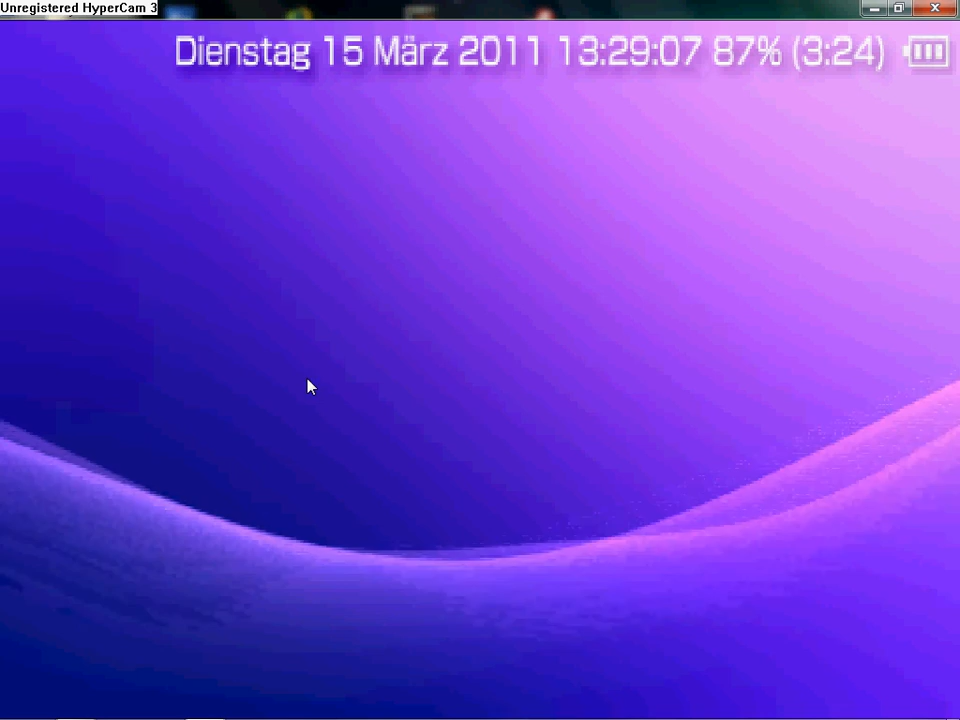 Unregistered HyperCam 3
Dienstag 15 März 2011 13:29:07 87% (3:24)